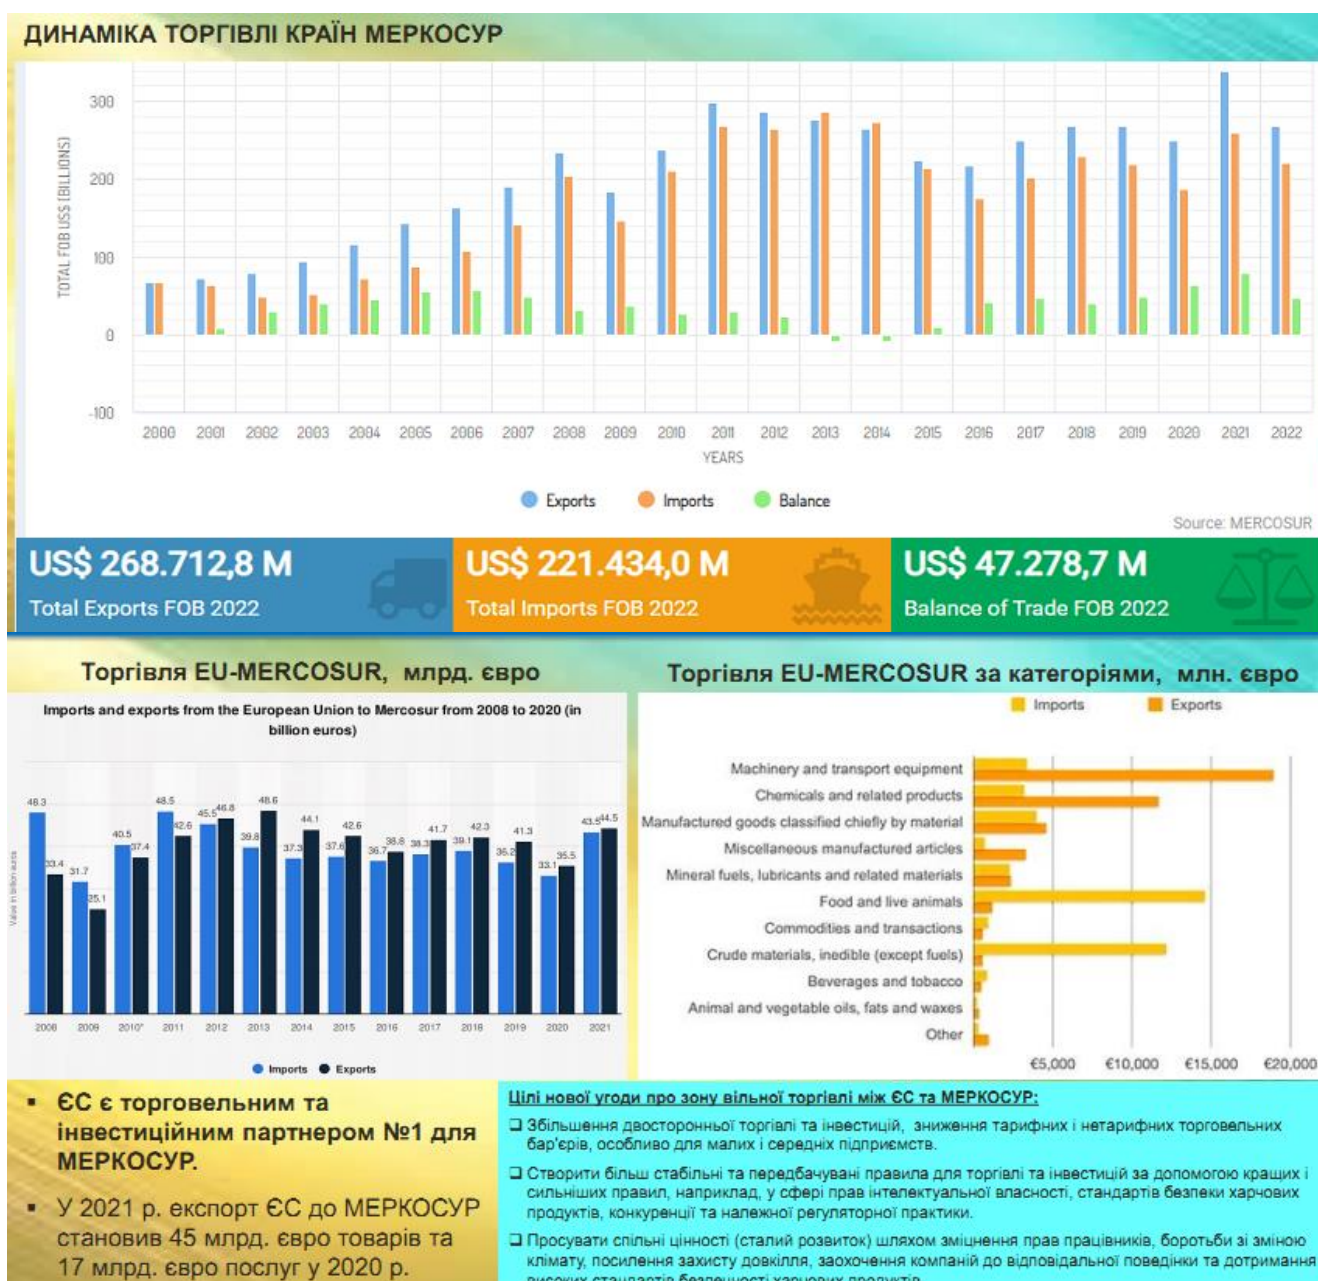 ДИНАМІКА ТОРГІВЛІ КРАЇН МЕРКОСУР
TOTAL FOB US$ (BILLIONS)
300
200
100
0
-100
2000 2001 2002 2003 2004 2005 2006 2007 2008 2009 2010 2011 2012 2013 2014 2015 2016 2017 2018 2019 2020 2021 2022
YEARS
Exports Imports Balance
Source: MERCOSUR
US$ 268.712,8 M
Total Exports FOB 2022
US$ 221.434,0 M
Total Imports FOB 2022
US$ 47.278,7 M
Balance of Trade FOB 2022
Торгівля EU-MERCOSUR, млрд. євро
Imports and exports from the European Union to Mercosur from 2008 to 2020 (in
billion euros)
Value in billion euros
48.3 33.4 31.7 25.1 40.5 37.4 48.5 42.6 45.5 46.8 39.8 48.6 37.3 44.1 37.6 42.6 36.7 38.8 38.3 41.7 39.1 42.3 36.2 41.3 33.1 35.5 43.5 44.5
2008 2009 2010* 2011 2012 2013 2014 2015 2016 2017 2018 2019 2020 2021
Imports Exports
Торгівля EU-MERCOSUR за категоріями, млн. євро
Imports Exports
Machinery and transport equipment
Chemicals and related products
Manufactured goods classified chiefly by material
Miscellaneous manufactured articles
Mineral fuels, lubricants and related materials
Food and live animals
Commodities and transactions
Crude materials, inedible (except fuels)
Beverages and tobacco
Animal and vegetable oils, fats and waxes
Other
€5,000 €10,000 €15,000 €20,000
▪ ЄС є торговельним та
інвестиційним партнером №1 для
МЕРКОСУР.
▪ У 2021 р. експорт ЄС до МЕРКОСУР
становив 45 млрд. євро товарів та
17 млрд. євро послуг у 2020 р.
Цілі нової угоди про зону вільної торгівлі між ЄС та МЕРКОСУР:
❑ Збільшення двосторонньої торгівлі та інвестицій, зниження тарифних і нетарифних торговельних
бар'єрів, особливо для малих і середніх підприємств.
❑ Створити більш стабільні та передбачувані правила для торгівлі та інвестицій за допомогою кращих і
сильніших правил, наприклад, у сфері прав інтелектуальної власності, стандартів безпеки харчових
продуктів, конкуренції та належної регуляторної практики.
❑ Просувати спільні цінності (сталий розвиток) шляхом зміцнення прав працівників, боротьби зі зміною
клімату, посилення захисту довкілля, заохочення компаній до відповідальної поведінки та дотримання
високих стандартів безпечності харчових продуктів